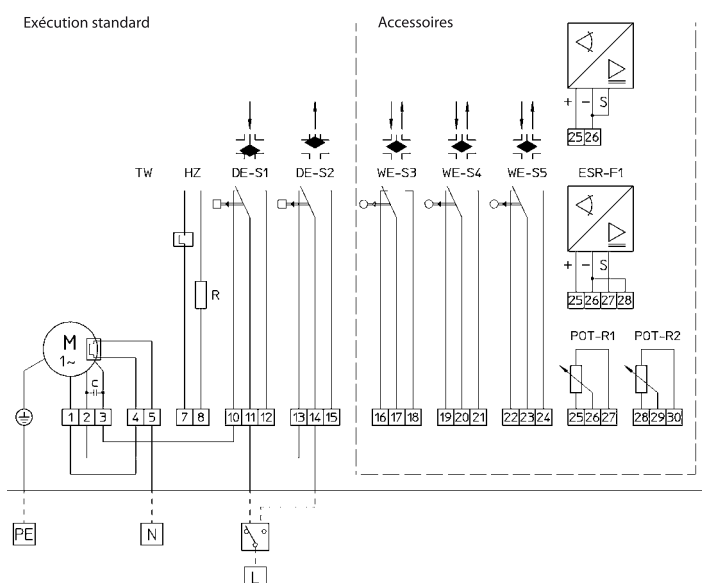 Exécution standard
Accessoires
+ − S
25 26
TW HZ DE-S1 DE-S2 WE-S3 WE-S4 WE-S5 ESR-F1
+ − S
25 26 27 28
R
M
1~
C
POT-R1 POT-R2
1 2 3 4 5 7 8 10 11 12 13 14 15 16 17 18 19 20 21 22 23 24 25 26 27 28 29 30
PE N
L